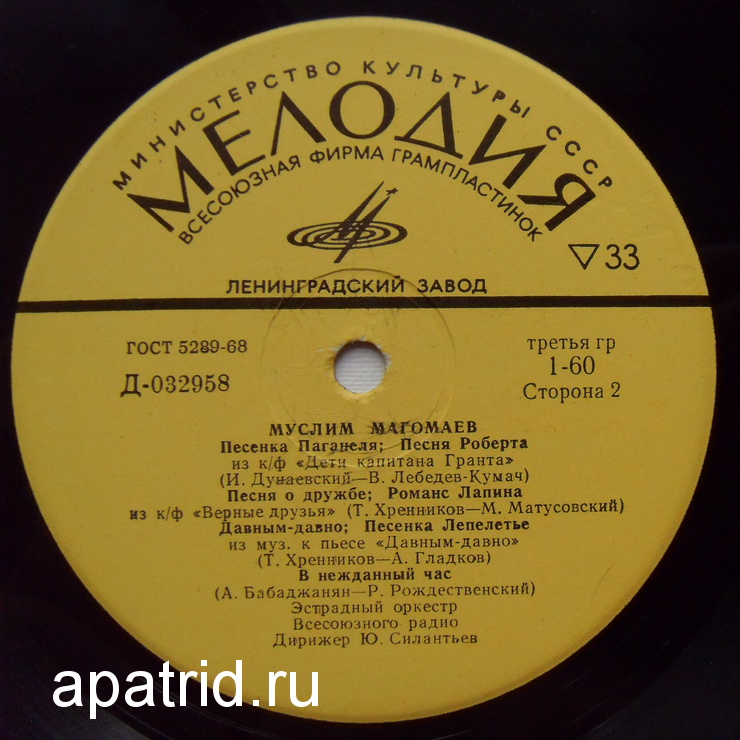 МИНИСТЕРСТВО КУЛЬТУРЫ СССР
МЕЛОДИЯ
ВСЕСОЮЗНАЯ ФИРМА ГРАМПЛАСТИНОК
▽33
ЛЕНИНГРАДСКИЙ ЗАВОД
ГОСТ 5289-68
третья гр
Д-032958
1-60
Сторона 2
МУСЛИМ МАГОМАЕВ
Песенка Паганеля; Песня Роберта
из к/ф «Дети капитана Гранта»
(И. Дунаевский—В. Лебедев-Кумач)
Песня о дружбе; Романс Лапина
из к/ф «Верные друзья» (Т. Хренников—М. Матусовский)
Давным-давно; Песенка Лепелетье
из муз. к пьесе «Давным-давно»
(Т. Хренников—А. Гладков)
В нежданный час
(А. Бабаджанян—Р. Рождественский)
Эстрадный оркестр
Всесоюзного радио
Дирижер Ю. Силантьев
apatrid.ru